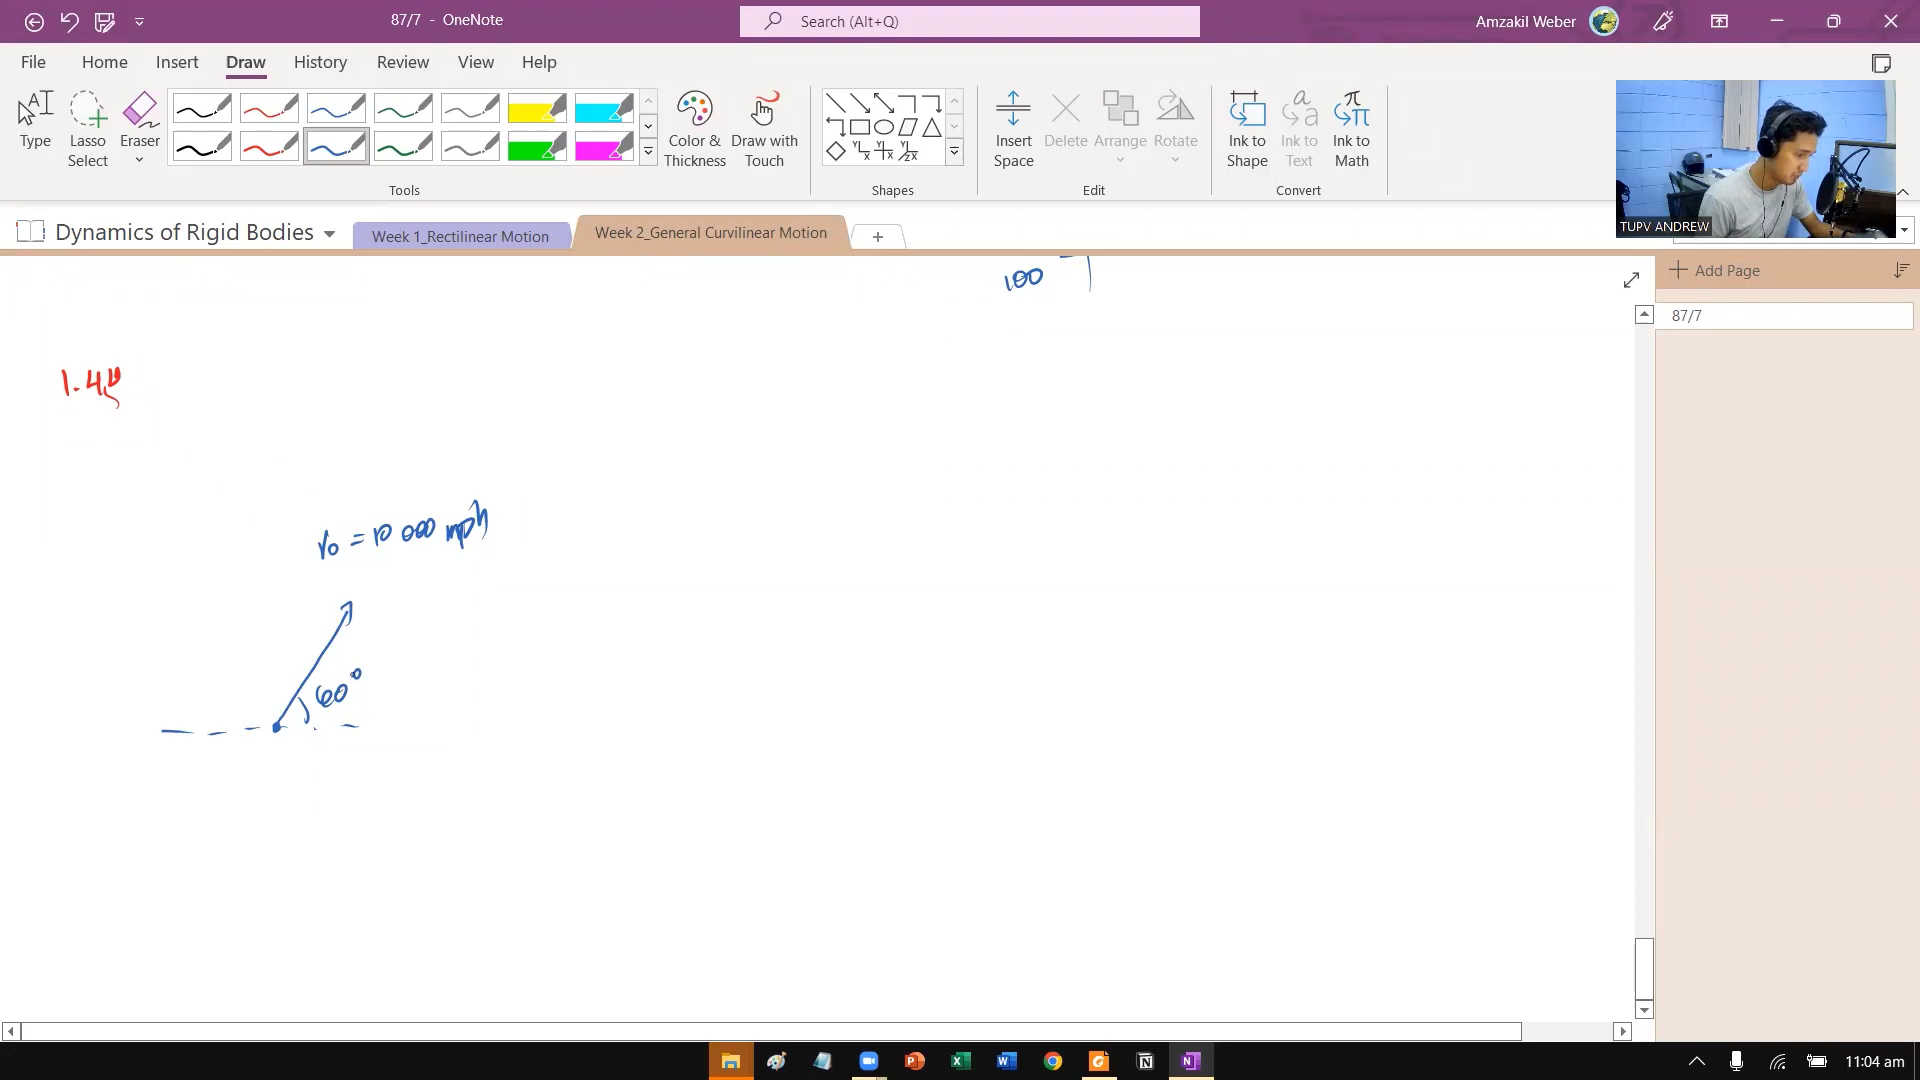 87/7 - OneNote
Search (Alt+Q)
Amzakil Weber
File Home Insert Draw History Review View Help
Type
Lasso Select
Eraser
Color & Thickness
Draw with Touch
Insert Space
Delete
Arrange
Rotate
Ink to Shape
Ink to Text
Ink to Math
Tools
Shapes
Edit
Convert
TUPV ANDREW
Dynamics of Rigid Bodies
Week 1_Rectilinear Motion
Week 2_General Curvilinear Motion
Add Page
87/7
100
v₀ = 10 000 mph
60°
11:04 am